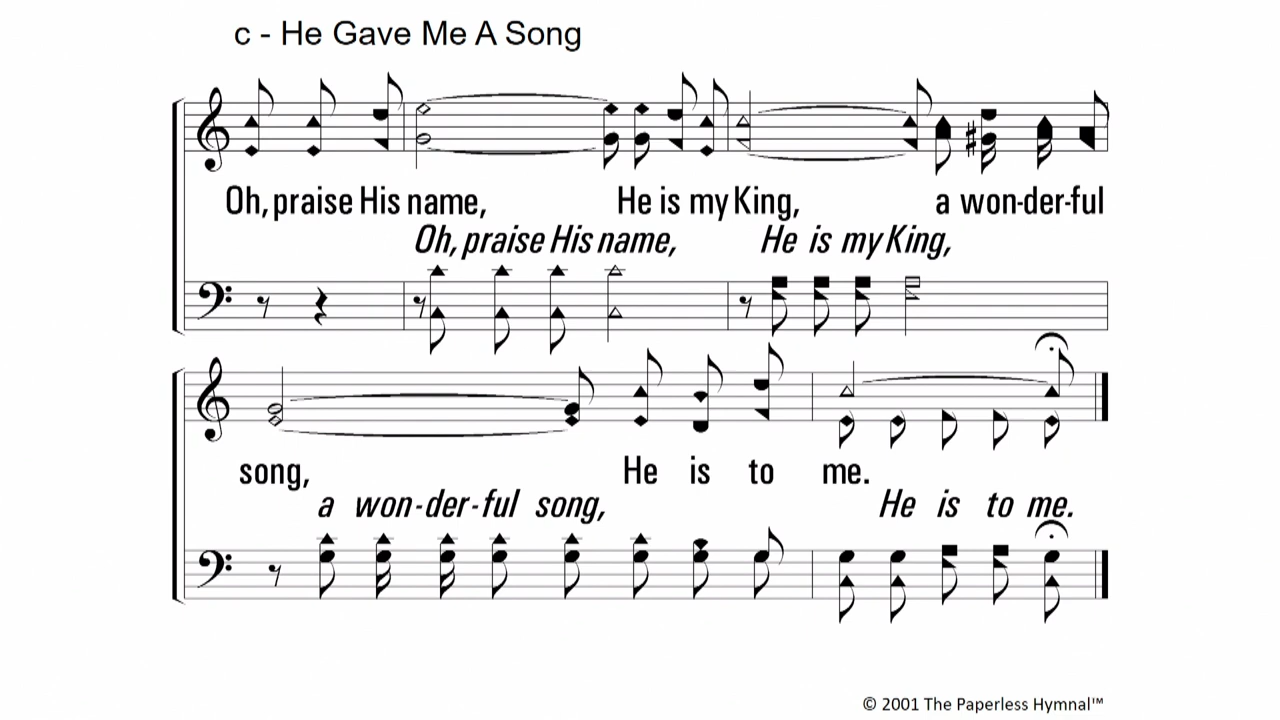 c - He Gave Me A Song
Oh, praise His name, He is my King, a won-der-ful
Oh, praise His name, He is my King,
song, He is to me.
a won-der-ful song, He is to me.
© 2001 The Paperless Hymnal™